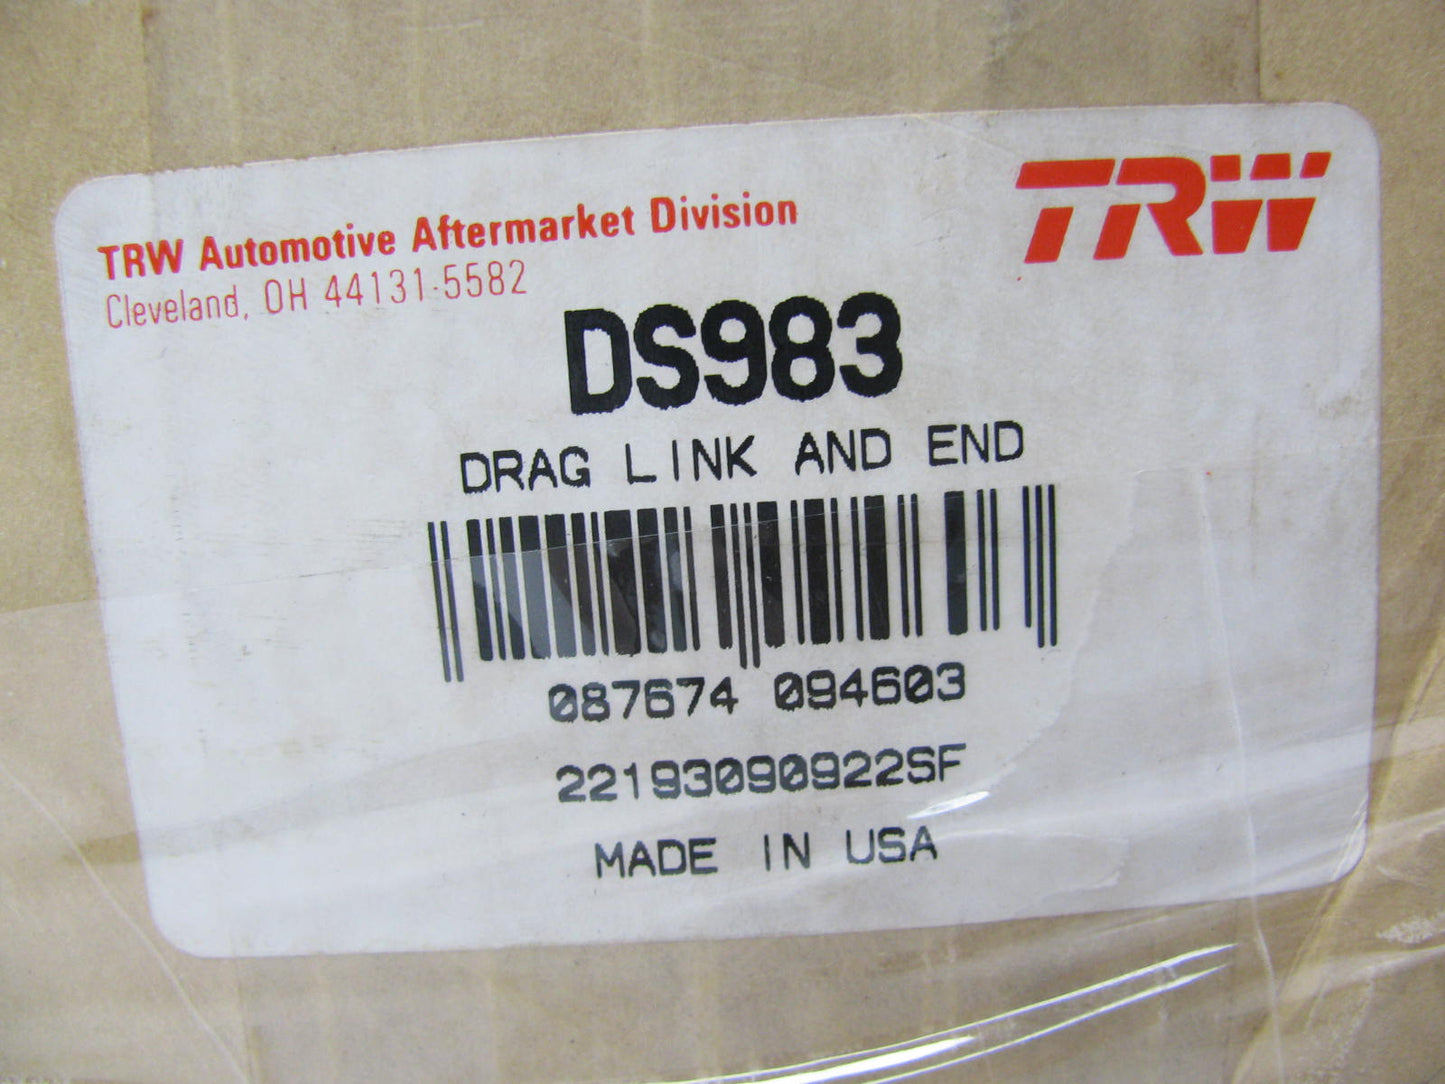 TRW
TRW Automotive Aftermarket Division
Cleveland, OH 44131-5582
DS983
DRAG LINK AND END
087674 094603
22193090922SF
MADE IN USA